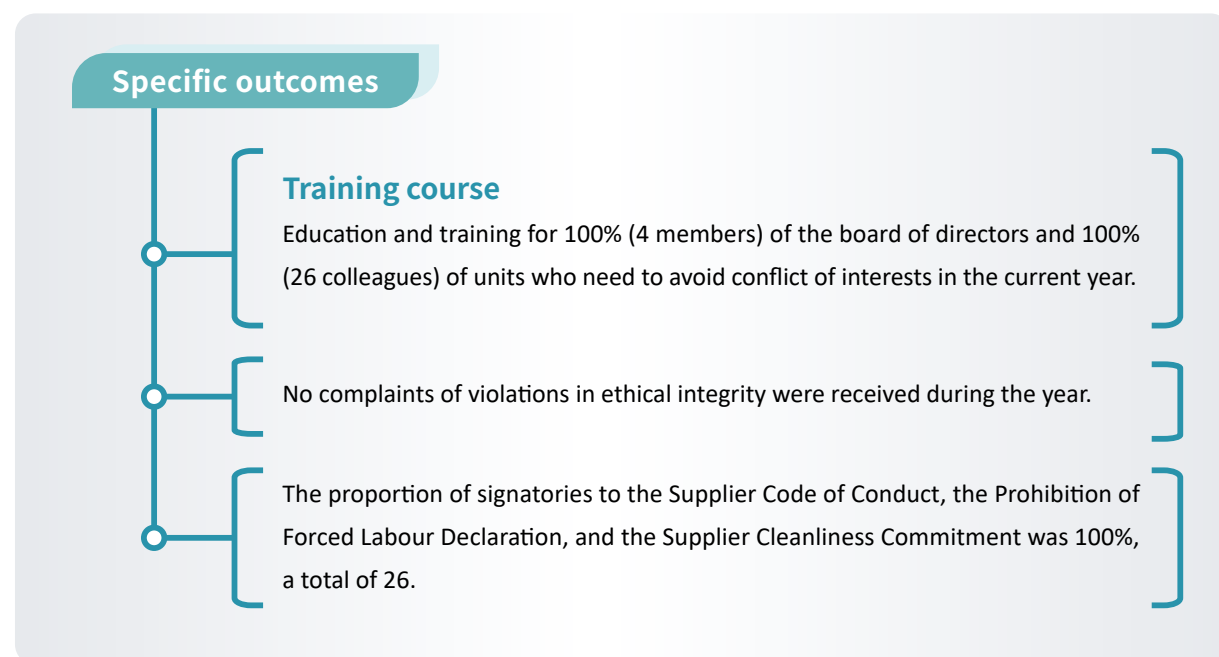 Specific outcomes
Training course
Education and training for 100% (4 members) of the board of directors and 100%
(26 colleagues) of units who need to avoid conflict of interests in the current year.
No complaints of violations in ethical integrity were received during the year.
The proportion of signatories to the Supplier Code of Conduct, the Prohibition of
Forced Labour Declaration, and the Supplier Cleanliness Commitment was 100%,
a total of 26.